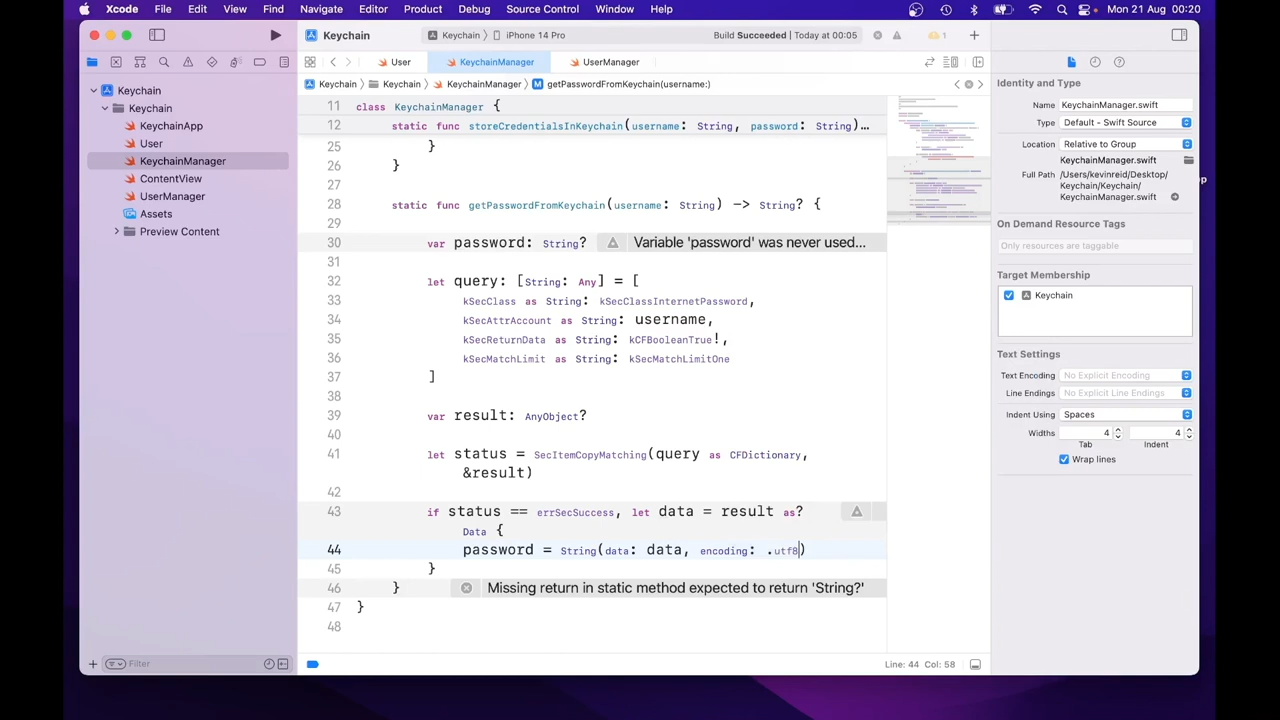 Xcode File Edit View Find Navigate Editor Product Debug Source Control Window Help Mon 21 Aug 00:20
Keychain
Keychain 〉 iPhone 14 Pro
Build Succeeded | Today at 00:05
1
User
KeychainManager
UserManager
Keychain
Keychain
KeychainApp
User
KeychainManager
ContentView
UserManager
Assets
Preview Content
Filter
Keychain 〉 Keychain 〉 KeychainManager 〉 M getPasswordFromKeychain(username:)
11 class KeychainManager {
12 static func storeCredentialsInKeychain(username: String, password: String)…
26 }
27
28 static func getPasswordFromKeychain(username: String) -> String? {
29
30 var password: String? Variable 'password' was never used...
31
32 let query: [String: Any] = [
33 kSecClass as String: kSecClassInternetPassword,
34 kSecAttrAccount as String: username,
35 kSecReturnData as String: kCFBooleanTrue!,
36 kSecMatchLimit as String: kSecMatchLimitOne
37 ]
38
39 var result: AnyObject?
40
41 let status = SecItemCopyMatching(query as CFDictionary,
&result)
42
43 if status == errSecSuccess, let data = result as?
Data {
44 password = String(data: data, encoding: .utf8)
45 }
46 } Missing return in static method expected to return 'String?'
47 }
48
Line: 44 Col: 58
Identity and Type
Name KeychainManager.swift
Type Default - Swift Source
Location Relative to Group
KeychainManager.swift
Full Path /Users/kevinreid/Desktop/
Keychain/Keychain/
KeychainManager.swift
On Demand Resource Tags
Only resources are taggable
Target Membership
Keychain
Text Settings
Text Encoding No Explicit Encoding
Line Endings No Explicit Line Endings
Indent Using Spaces
Widths 4 4
Tab Indent
Wrap lines